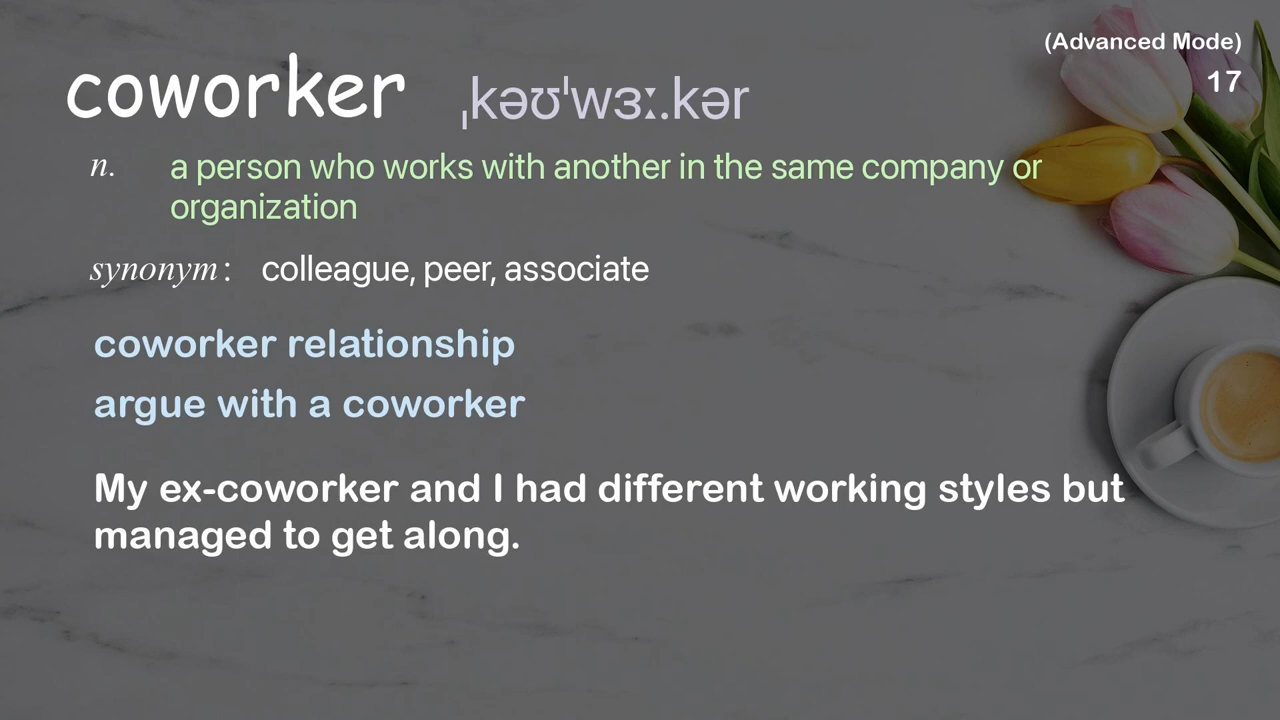 (Advanced Mode)
17
coworker ˌkəʊˈwɜː.kər
n. a person who works with another in the same company or
organization
synonym: colleague, peer, associate
coworker relationship
argue with a coworker
My ex-coworker and I had different working styles but
managed to get along.